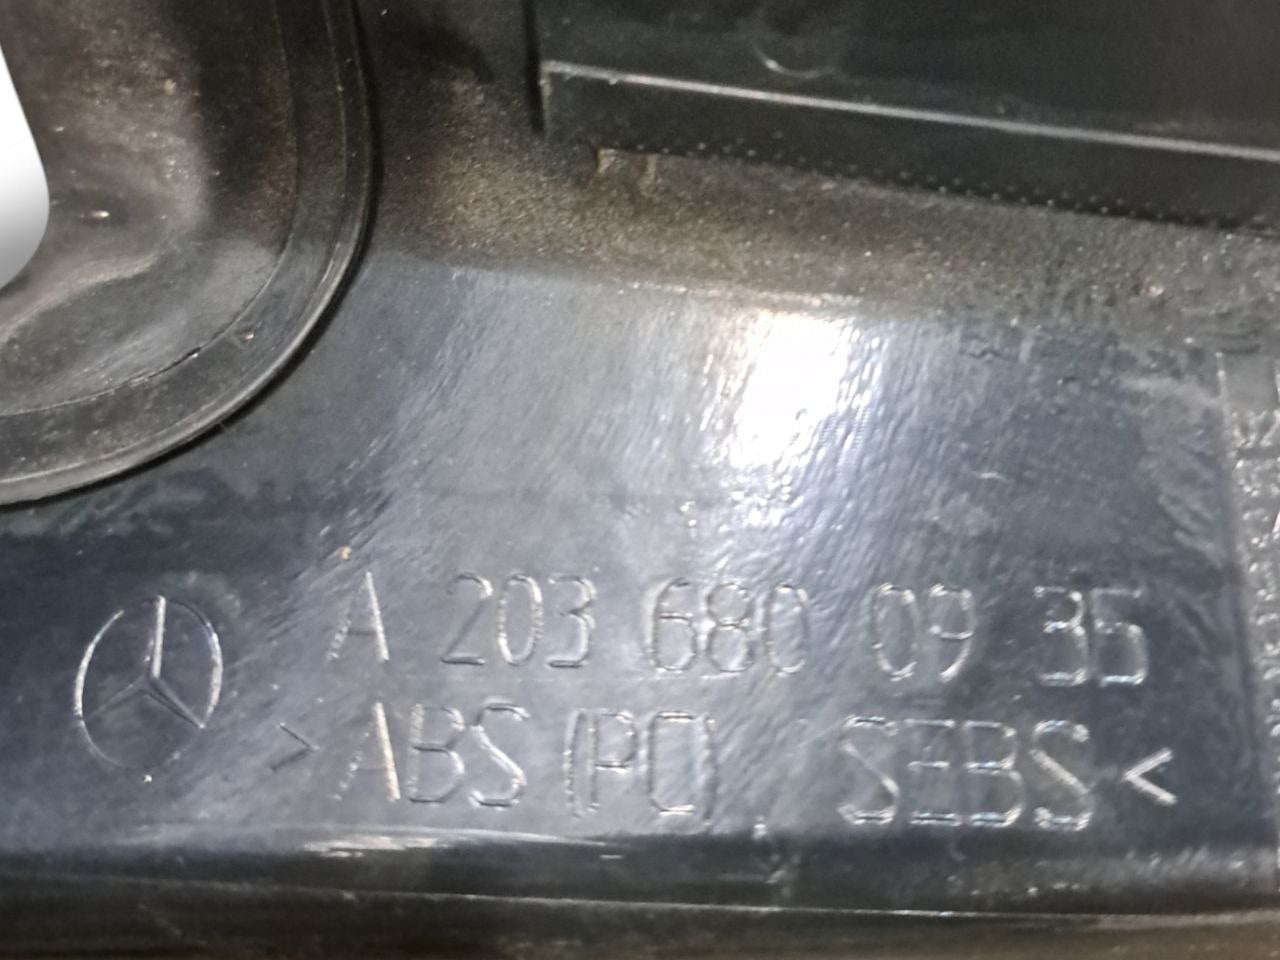 A 203 680 09 35
>ABS (PC), SEBS<